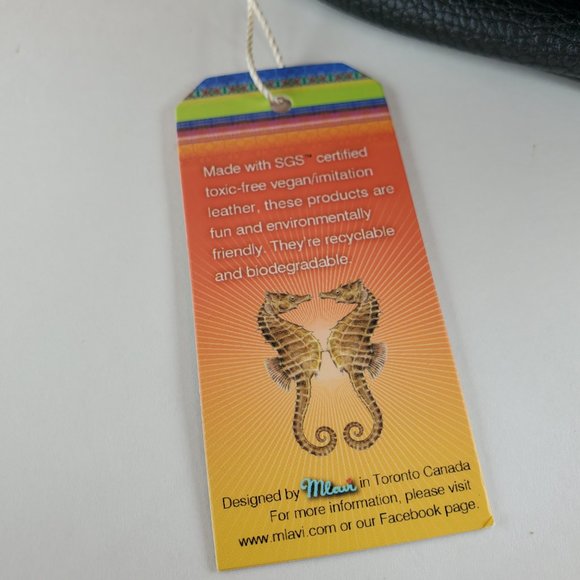 Made with SGS™ certified
toxic-free vegan/imitation
leather, these products are
fun and environmentally
friendly. They're recyclable
and biodegradable.
Designed by Mlavi in Toronto Canada
For more information, please visit
www.mlavi.com or our Facebook page.